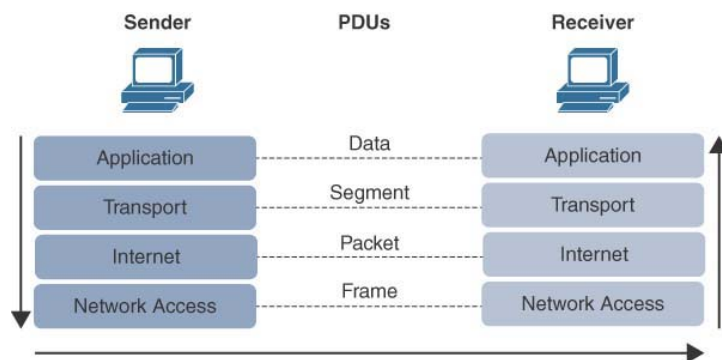 Sender PDUs Receiver
Application Data Application
Transport Segment Transport
Internet Packet Internet
Network Access Frame Network Access